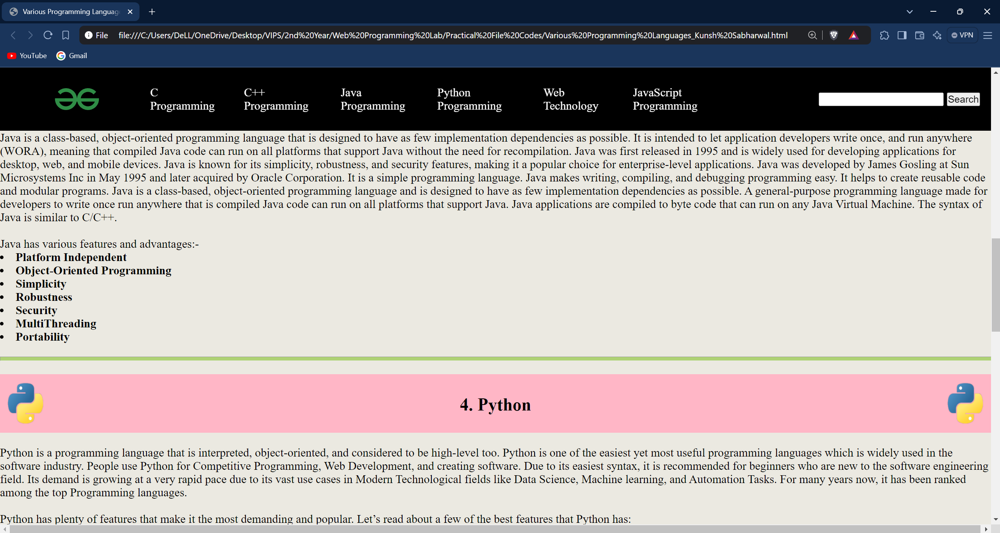 Various Programming Languag
File file:///C:/Users/DeLL/OneDrive/Desktop/VIPS/2nd%20Year/Web%20Programming%20Lab/Practical%20File%20Codes/Various%20Programming%20Languages_Kunsh%20Sabharwal.html
VPN
YouTube Gmail
C Programming
C++ Programming
Java Programming
Python Programming
Web Technology
JavaScript Programming
Search
Java is a class-based, object-oriented programming language that is designed to have as few implementation dependencies as possible. It is intended to let application developers write once, and run anywhere
(WORA), meaning that compiled Java code can run on all platforms that support Java without the need for recompilation. Java was first released in 1995 and is widely used for developing applications for
desktop, web, and mobile devices. Java is known for its simplicity, robustness, and security features, making it a popular choice for enterprise-level applications. Java was developed by James Gosling at Sun
Microsystems Inc in May 1995 and later acquired by Oracle Corporation. It is a simple programming language. Java makes writing, compiling, and debugging programming easy. It helps to create reusable code
and modular programs. Java is a class-based, object-oriented programming language and is designed to have as few implementation dependencies as possible. A general-purpose programming language made for
developers to write once run anywhere that is compiled Java code can run on all platforms that support Java. Java applications are compiled to byte code that can run on any Java Virtual Machine. The syntax of
Java is similar to C/C++.
Java has various features and advantages:-
• Platform Independent
• Object-Oriented Programming
• Simplicity
• Robustness
• Security
• MultiThreading
• Portability
4. Python
Python is a programming language that is interpreted, object-oriented, and considered to be high-level too. Python is one of the easiest yet most useful programming languages which is widely used in the
software industry. People use Python for Competitive Programming, Web Development, and creating software. Due to its easiest syntax, it is recommended for beginners who are new to the software engineering
field. Its demand is growing at a very rapid pace due to its vast use cases in Modern Technological fields like Data Science, Machine learning, and Automation Tasks. For many years now, it has been ranked
among the top Programming languages.
Python has plenty of features that make it the most demanding and popular. Let’s read about a few of the best features that Python has: